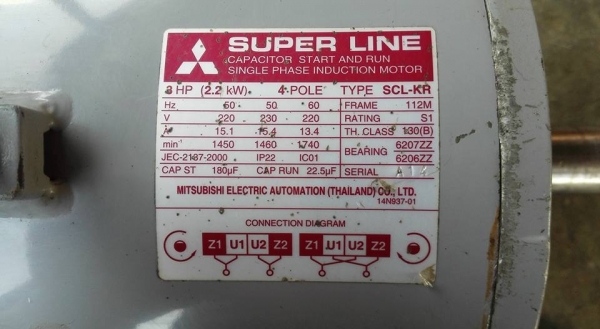 SUPER LINE
CAPACITOR START AND RUN
SINGLE PHASE INDUCTION MOTOR
3 HP (2.2 kW) 4-POLE TYPE SCL-KR
Hz 50 50 60 FRAME 112M
V 220 230 220 RATING S1
A 15.1 15.4 13.4 TH. CLASS 130(B)
min⁻¹ 1450 1460 1740 BEARING 6207ZZ
JEC-2137-2000 IP22 IC01 6206ZZ
CAP ST 180µF CAP RUN 22.5µF SERIAL
MITSUBISHI ELECTRIC AUTOMATION (THAILAND) CO., LTD.
14N937-01
CONNECTION DIAGRAM
Z1 U1 U2 Z2 Z1 U1 U2 Z2